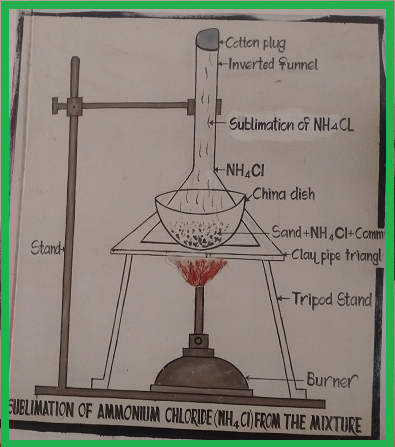 Cotton plug
Inverted funnel
Sublimation of NH4CL
NH4Cl
China dish
Sand+NH4Cl+Comm
Clay pipe triangl
Stand
Tripod Stand
Burner
SUBLIMATION OF AMMONIUM CHLORIDE (NH4Cl) FROM THE MIXTURE